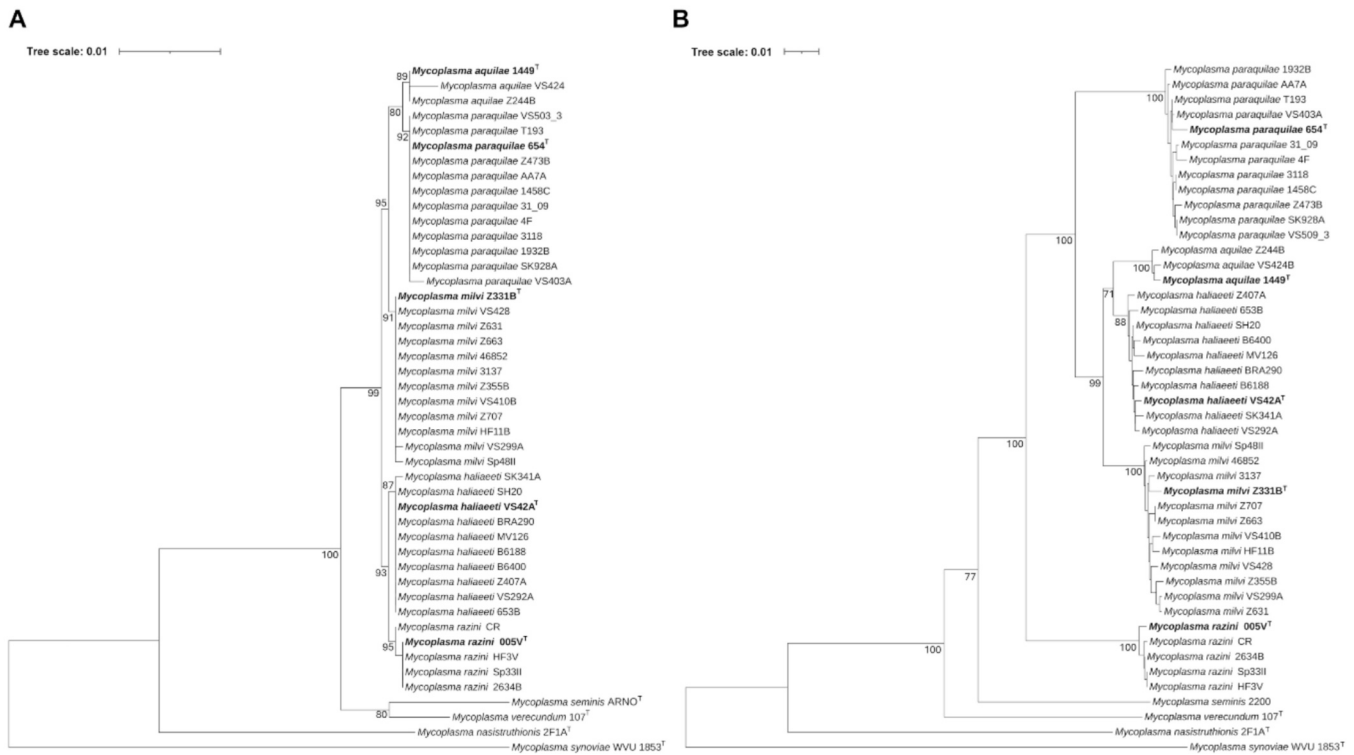 A
Tree scale: 0.01
89
Mycoplasma aquilae 1449T
Mycoplasma aquilae VS424
Mycoplasma aquilae Z244B
80
Mycoplasma paraquilae VS503_3
Mycoplasma paraquilae T193
92
Mycoplasma paraquilae 654T
Mycoplasma paraquilae Z473B
Mycoplasma paraquilae AA7A
Mycoplasma paraquilae 1458C
95
Mycoplasma paraquilae 31_09
Mycoplasma paraquilae 4F
Mycoplasma paraquilae 3118
Mycoplasma paraquilae 1932B
Mycoplasma paraquilae SK928A
Mycoplasma paraquilae VS403A
Mycoplasma milvi Z331BT
Mycoplasma milvi VS428
91
Mycoplasma milvi Z631
Mycoplasma milvi Z663
Mycoplasma milvi 46852
Mycoplasma milvi 3137
Mycoplasma milvi Z355B
99
Mycoplasma milvi VS410B
Mycoplasma milvi Z707
Mycoplasma milvi HF11B
Mycoplasma milvi VS299A
Mycoplasma milvi Sp48II
Mycoplasma haliaeeti SK341A
87
Mycoplasma haliaeeti SH20
Mycoplasma haliaeeti VS42AT
Mycoplasma haliaeeti BRA290
Mycoplasma haliaeeti MV126
Mycoplasma haliaeeti B6188
100
Mycoplasma haliaeeti B6400
93
Mycoplasma haliaeeti Z407A
Mycoplasma haliaeeti VS292A
Mycoplasma haliaeeti 653B
Mycoplasma razini CR
Mycoplasma razini 005VT
95
Mycoplasma razini HF3V
Mycoplasma razini Sp33II
Mycoplasma razini 2634B
Mycoplasma seminis ARNOT
80
Mycoplasma verecundum 107T
Mycoplasma nasistruthionis 2F1AT
Mycoplasma synoviae WVU 1853T
B
Tree scale: 0.01
Mycoplasma paraquilae 1932B
Mycoplasma paraquilae AA7A
100
Mycoplasma paraquilae T193
Mycoplasma paraquilae VS403A
Mycoplasma paraquilae 654T
Mycoplasma paraquilae 31_09
Mycoplasma paraquilae 4F
Mycoplasma paraquilae 3118
Mycoplasma paraquilae 1458C
Mycoplasma paraquilae Z473B
Mycoplasma paraquilae SK928A
Mycoplasma paraquilae VS509_3
100
Mycoplasma aquilae Z244B
100
Mycoplasma aquilae VS424B
Mycoplasma aquilae 1449T
71
Mycoplasma haliaeeti Z407A
Mycoplasma haliaeeti 653B
88
Mycoplasma haliaeeti SH20
Mycoplasma haliaeeti B6400
Mycoplasma haliaeeti MV126
Mycoplasma haliaeeti BRA290
99
Mycoplasma haliaeeti B6188
Mycoplasma haliaeeti VS42AT
Mycoplasma haliaeeti SK341A
Mycoplasma haliaeeti VS292A
100
Mycoplasma milvi Sp48II
Mycoplasma milvi 46852
100
Mycoplasma milvi 3137
Mycoplasma milvi Z331BT
Mycoplasma milvi Z707
Mycoplasma milvi Z663
Mycoplasma milvi VS410B
Mycoplasma milvi HF11B
Mycoplasma milvi VS428
77
Mycoplasma milvi Z355B
Mycoplasma milvi VS299A
Mycoplasma milvi Z631
Mycoplasma razini 005VT
100
Mycoplasma razini CR
100
Mycoplasma razini 2634B
Mycoplasma razini Sp33II
Mycoplasma razini HF3V
Mycoplasma seminis 2200
Mycoplasma verecundum 107T
Mycoplasma nasistruthionis 2F1AT
Mycoplasma synoviae WVU 1853T